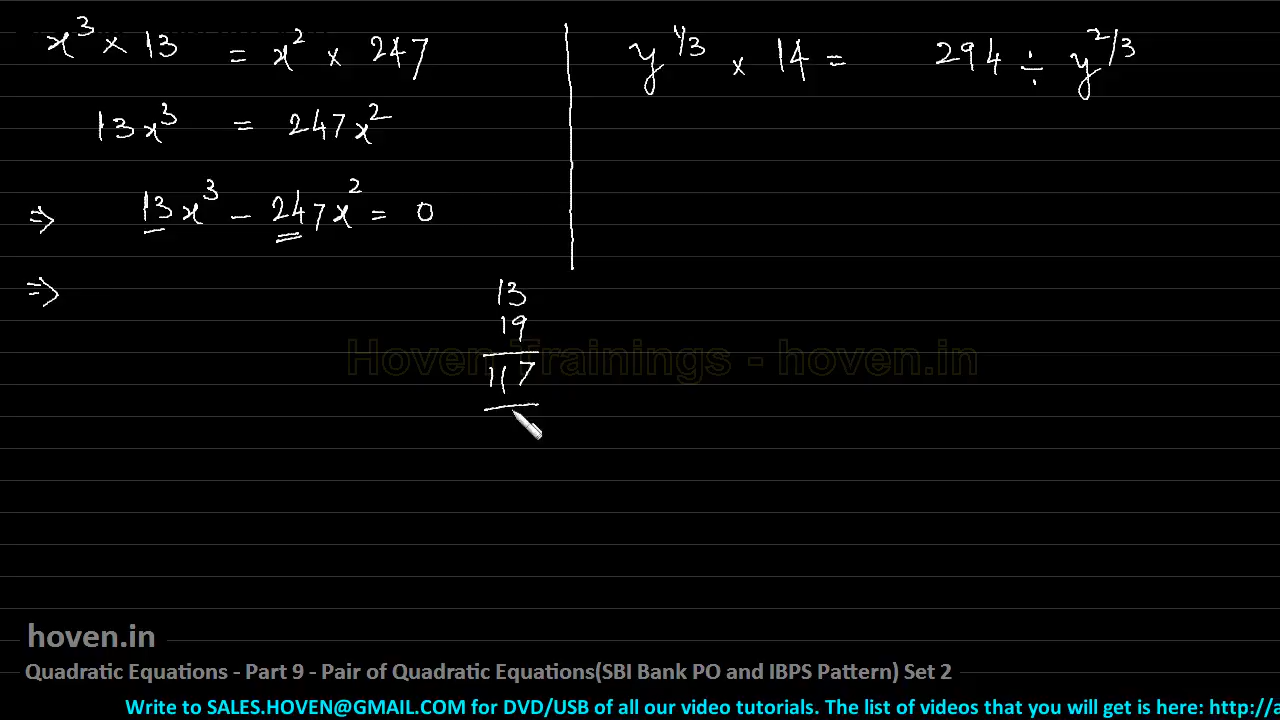 x³ × 13 = x² × 247
13x³ = 247x²
⇒ 13x³ - 247x² = 0
⇒
13
19
117
y^1/3 × 14 = 294 ÷ y^2/3
Hoven Trainings - hoven.in
hoven.in
Quadratic Equations - Part 9 - Pair of Quadratic Equations(SBI Bank PO and IBPS Pattern) Set 2
Write to SALES.HOVEN@GMAIL.COM for DVD/USB of all our video tutorials. The list of videos that you will get is here: http://a